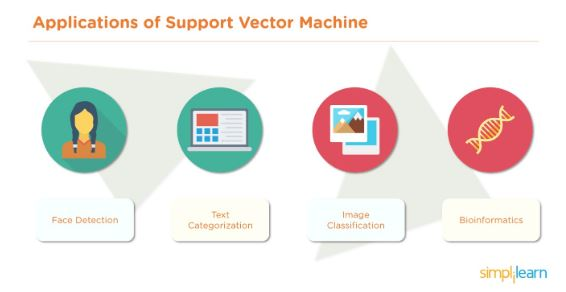 Applications of Support Vector Machine
Face Detection
Text
Categorization
Image
Classification
Bioinformatics
simplilearn